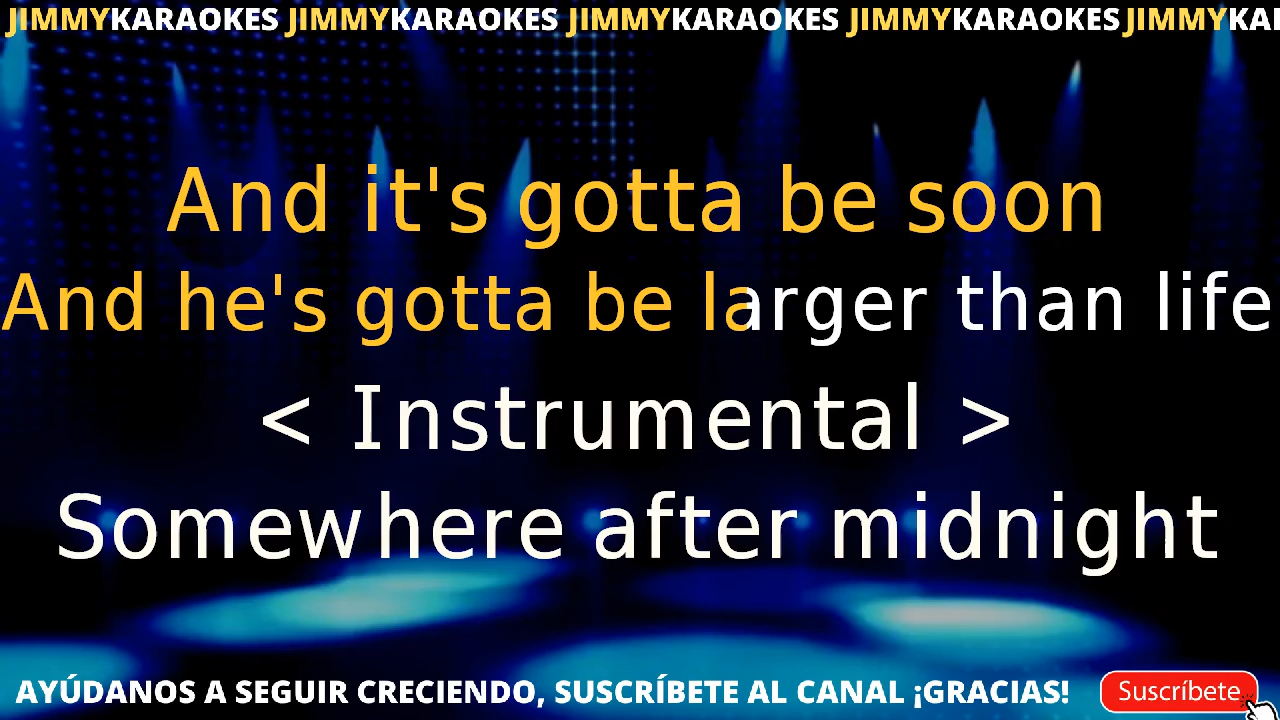 JIMMYKARAOKES JIMMYKARAOKES JIMMYKARAOKES JIMMYKARAOKES JIMMYKA
And it's gotta be soon
And he's gotta be larger than life
< Instrumental >
Somewhere after midnight
AYÚDANOS A SEGUIR CRECIENDO, SUSCRÍBETE AL CANAL ¡GRACIAS!
Suscríbete